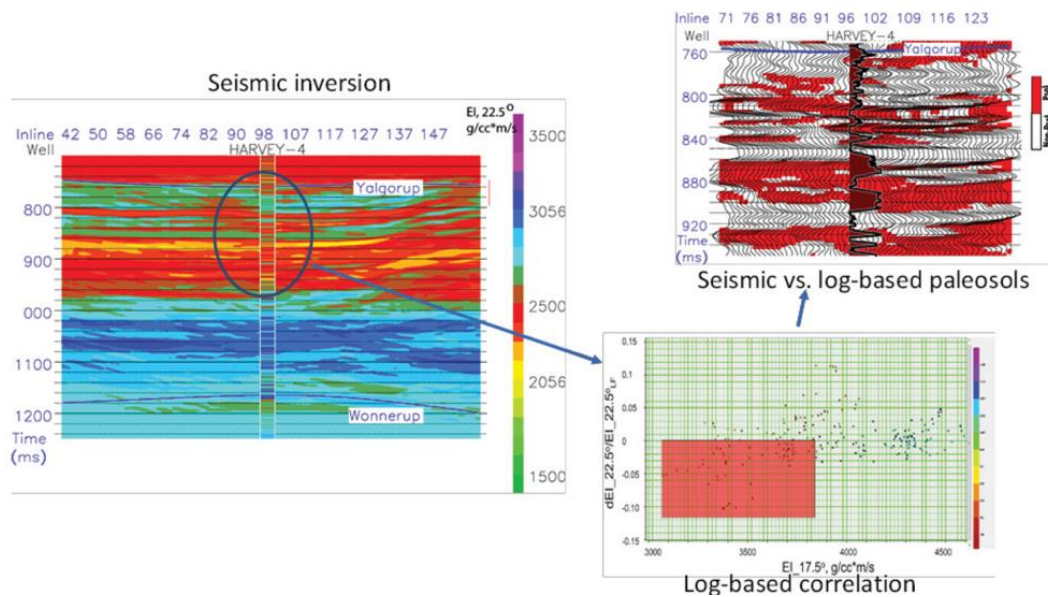 Seismic inversion
EI, 22.5°
g/cc*m/s
Inline 42 50 58 66 74 82 90 98 107 117 127 137 147
Well HARVEY-4
Yalgorup
800
900
000
1100
1200
Time
(ms)
Wonnerup
3500
3056
2500
2056
1500
Inline 71 76 81 86 91 96 102 109 116 123
Well HARVEY-4
760 Yalgorup
800
840
880
920
Time
(ms)
Seismic vs. log-based paleosols
0.15
0.10
0.05
0
-0.05
-0.10
-0.15
dEI_22.5°/EI_22.5°LF
3000 3500 4000 4500
EI_17.5°, g/cc*m/s
Log-based correlation